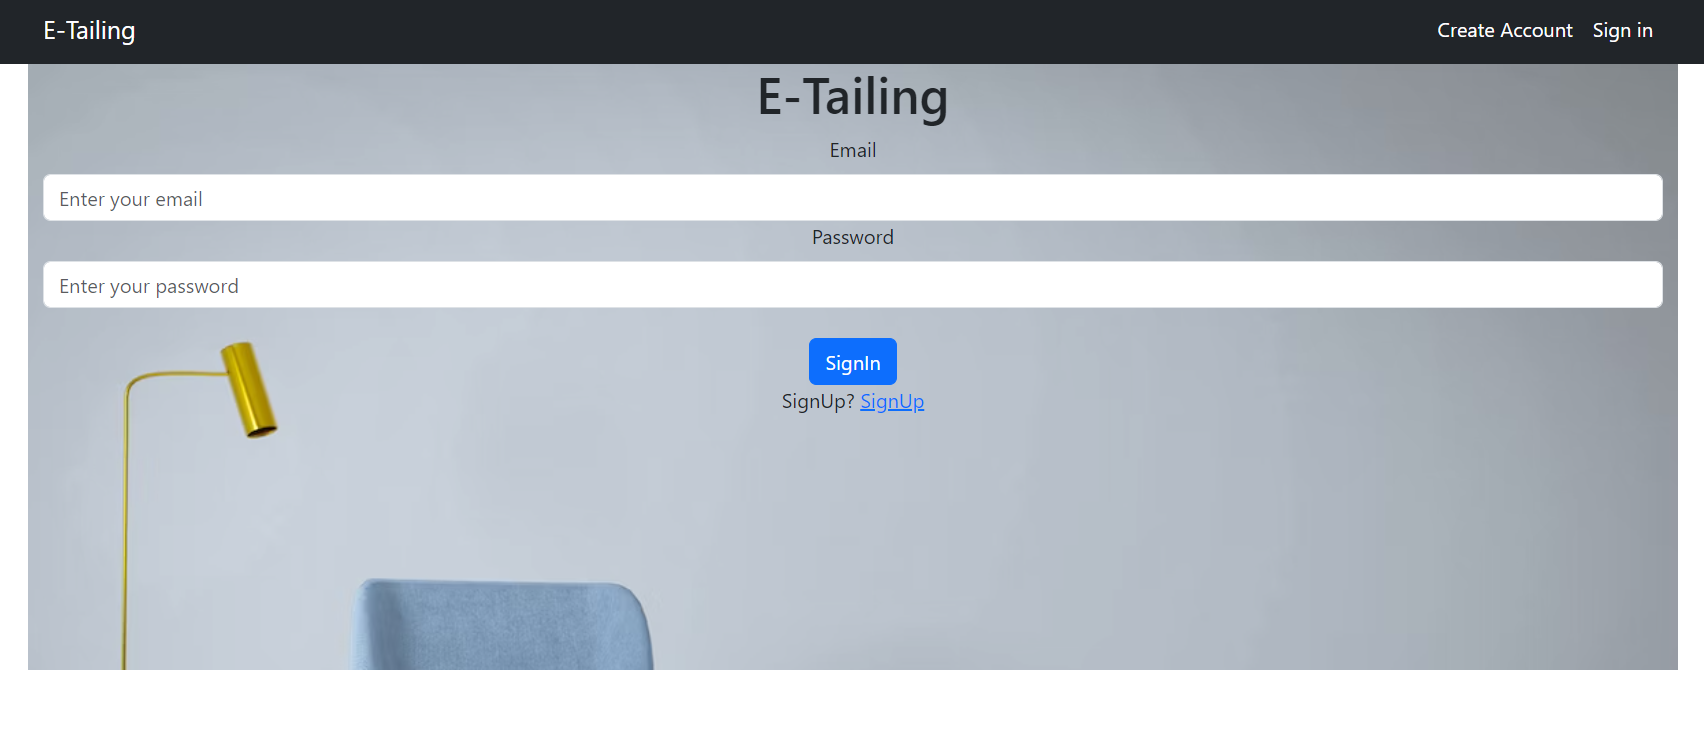 E-Tailing
Create Account
Sign in
E-Tailing
Email
Enter your email
Password
Enter your password
SignIn
SignUp? SignUp